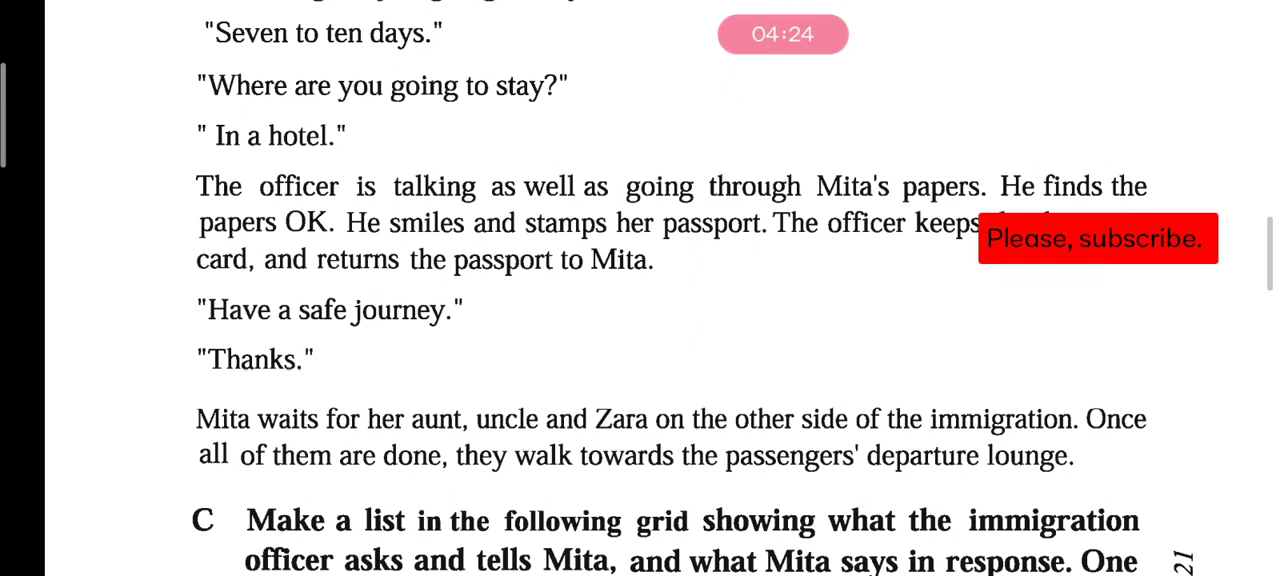 "Seven to ten days."
04:24
"Where are you going to stay?"
" In a hotel."
The officer is talking as well as going through Mita's papers. He finds the
papers OK. He smiles and stamps her passport. The officer keeps
Please, subscribe.
card, and returns the passport to Mita.
"Have a safe journey."
"Thanks."
Mita waits for her aunt, uncle and Zara on the other side of the immigration. Once
all of them are done, they walk towards the passengers' departure lounge.
C Make a list in the following grid showing what the immigration
officer asks and tells Mita, and what Mita says in response. One
21